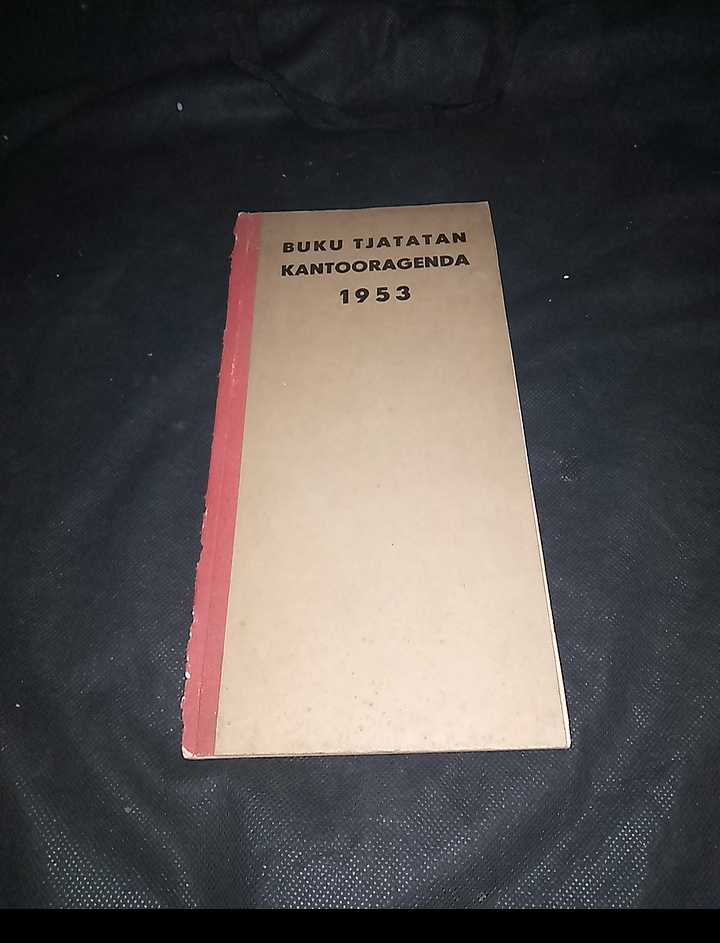 BUKU TJATATAN
KANTOORAGENDA
1953